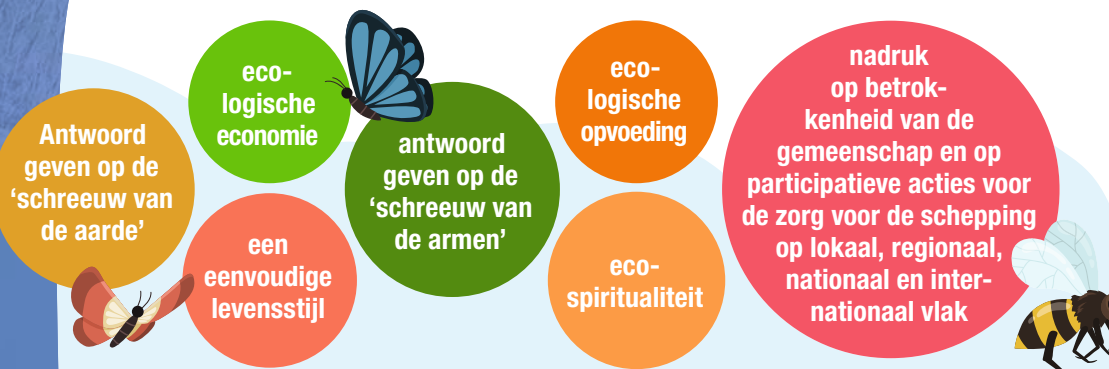 Antwoord
geven op de
‘schreeuw van
de aarde’
eco-
logische
economie
een
eenvoudige
levensstijl
antwoord
geven op de
‘schreeuw van
de armen’
eco-
logische
opvoeding
eco-
spiritualiteit
nadruk
op betrok-
kenheid van de
gemeenschap en op
participatieve acties voor
de zorg voor de schepping
op lokaal, regionaal,
nationaal en inter-
nationaal vlak